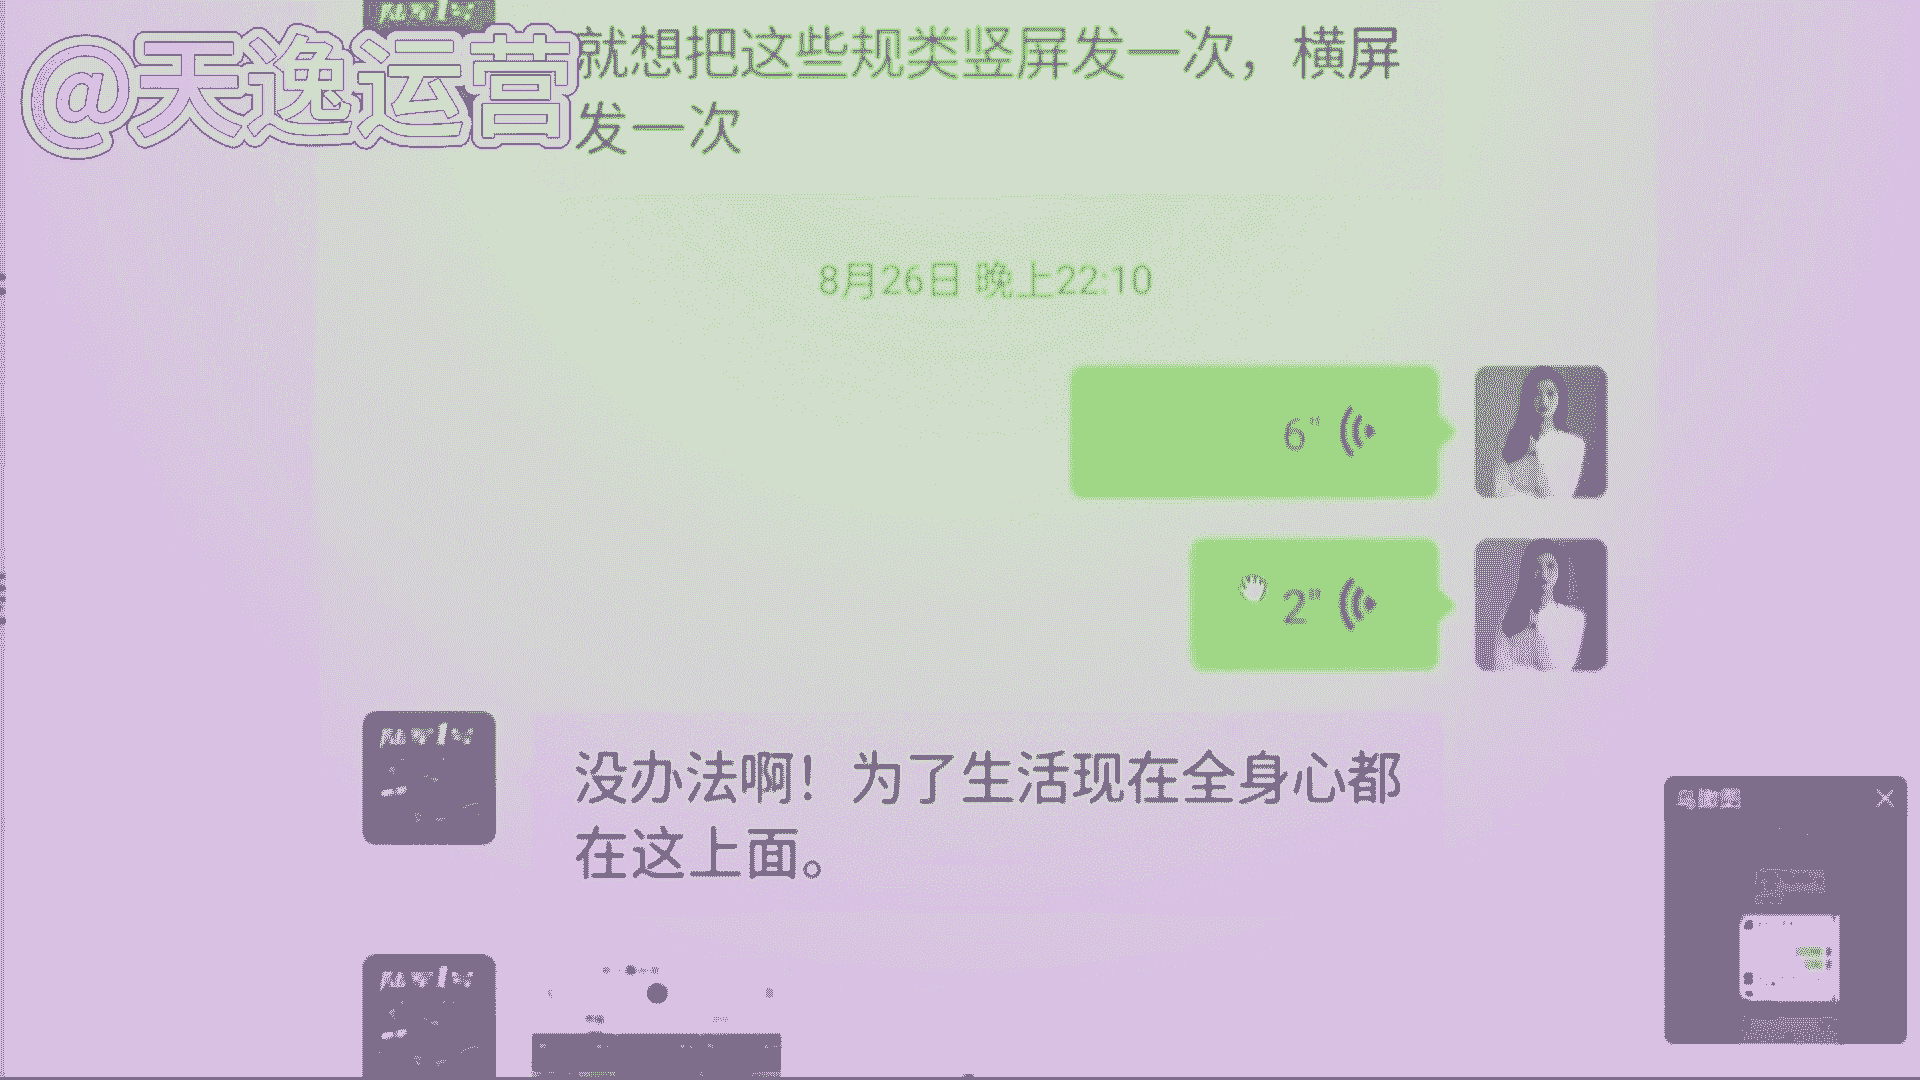 @天逸运营
就想把这些规类竖屏发一次，横屏
发一次
8月26日 晚上22:10
6"
2"
没办法啊！为了生活现在全身心都
在这上面。